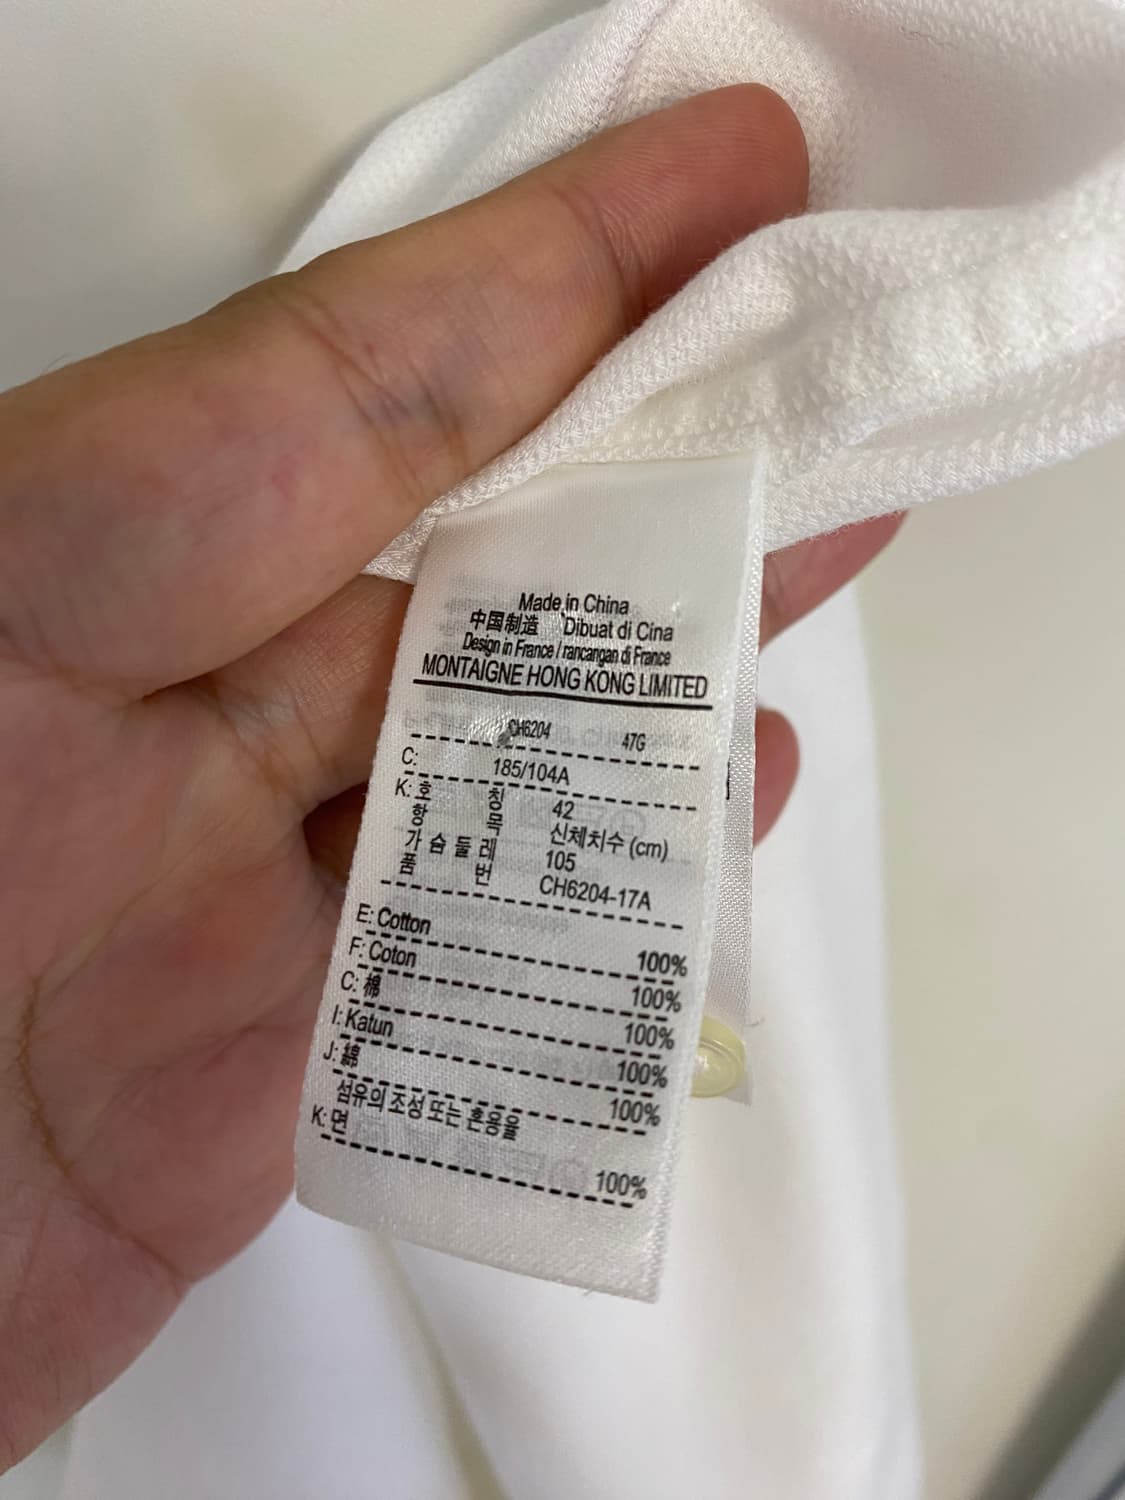 Made in China
中国制造 Dibuat di Cina
Design in France / rancangan di France
MONTAIGNE HONG KONG LIMITED
CH6204 47G
C: 185/104A
K: 호 칭 42
항 목 신체치수 (cm)
가 슴 둘 레 105
품 번 CH6204-17A
E: Cotton 100%
F: Coton 100%
C: 棉 100%
I: Katun 100%
J: 綿 100%
섬유의 조성 또는 혼용율
K: 면 100%